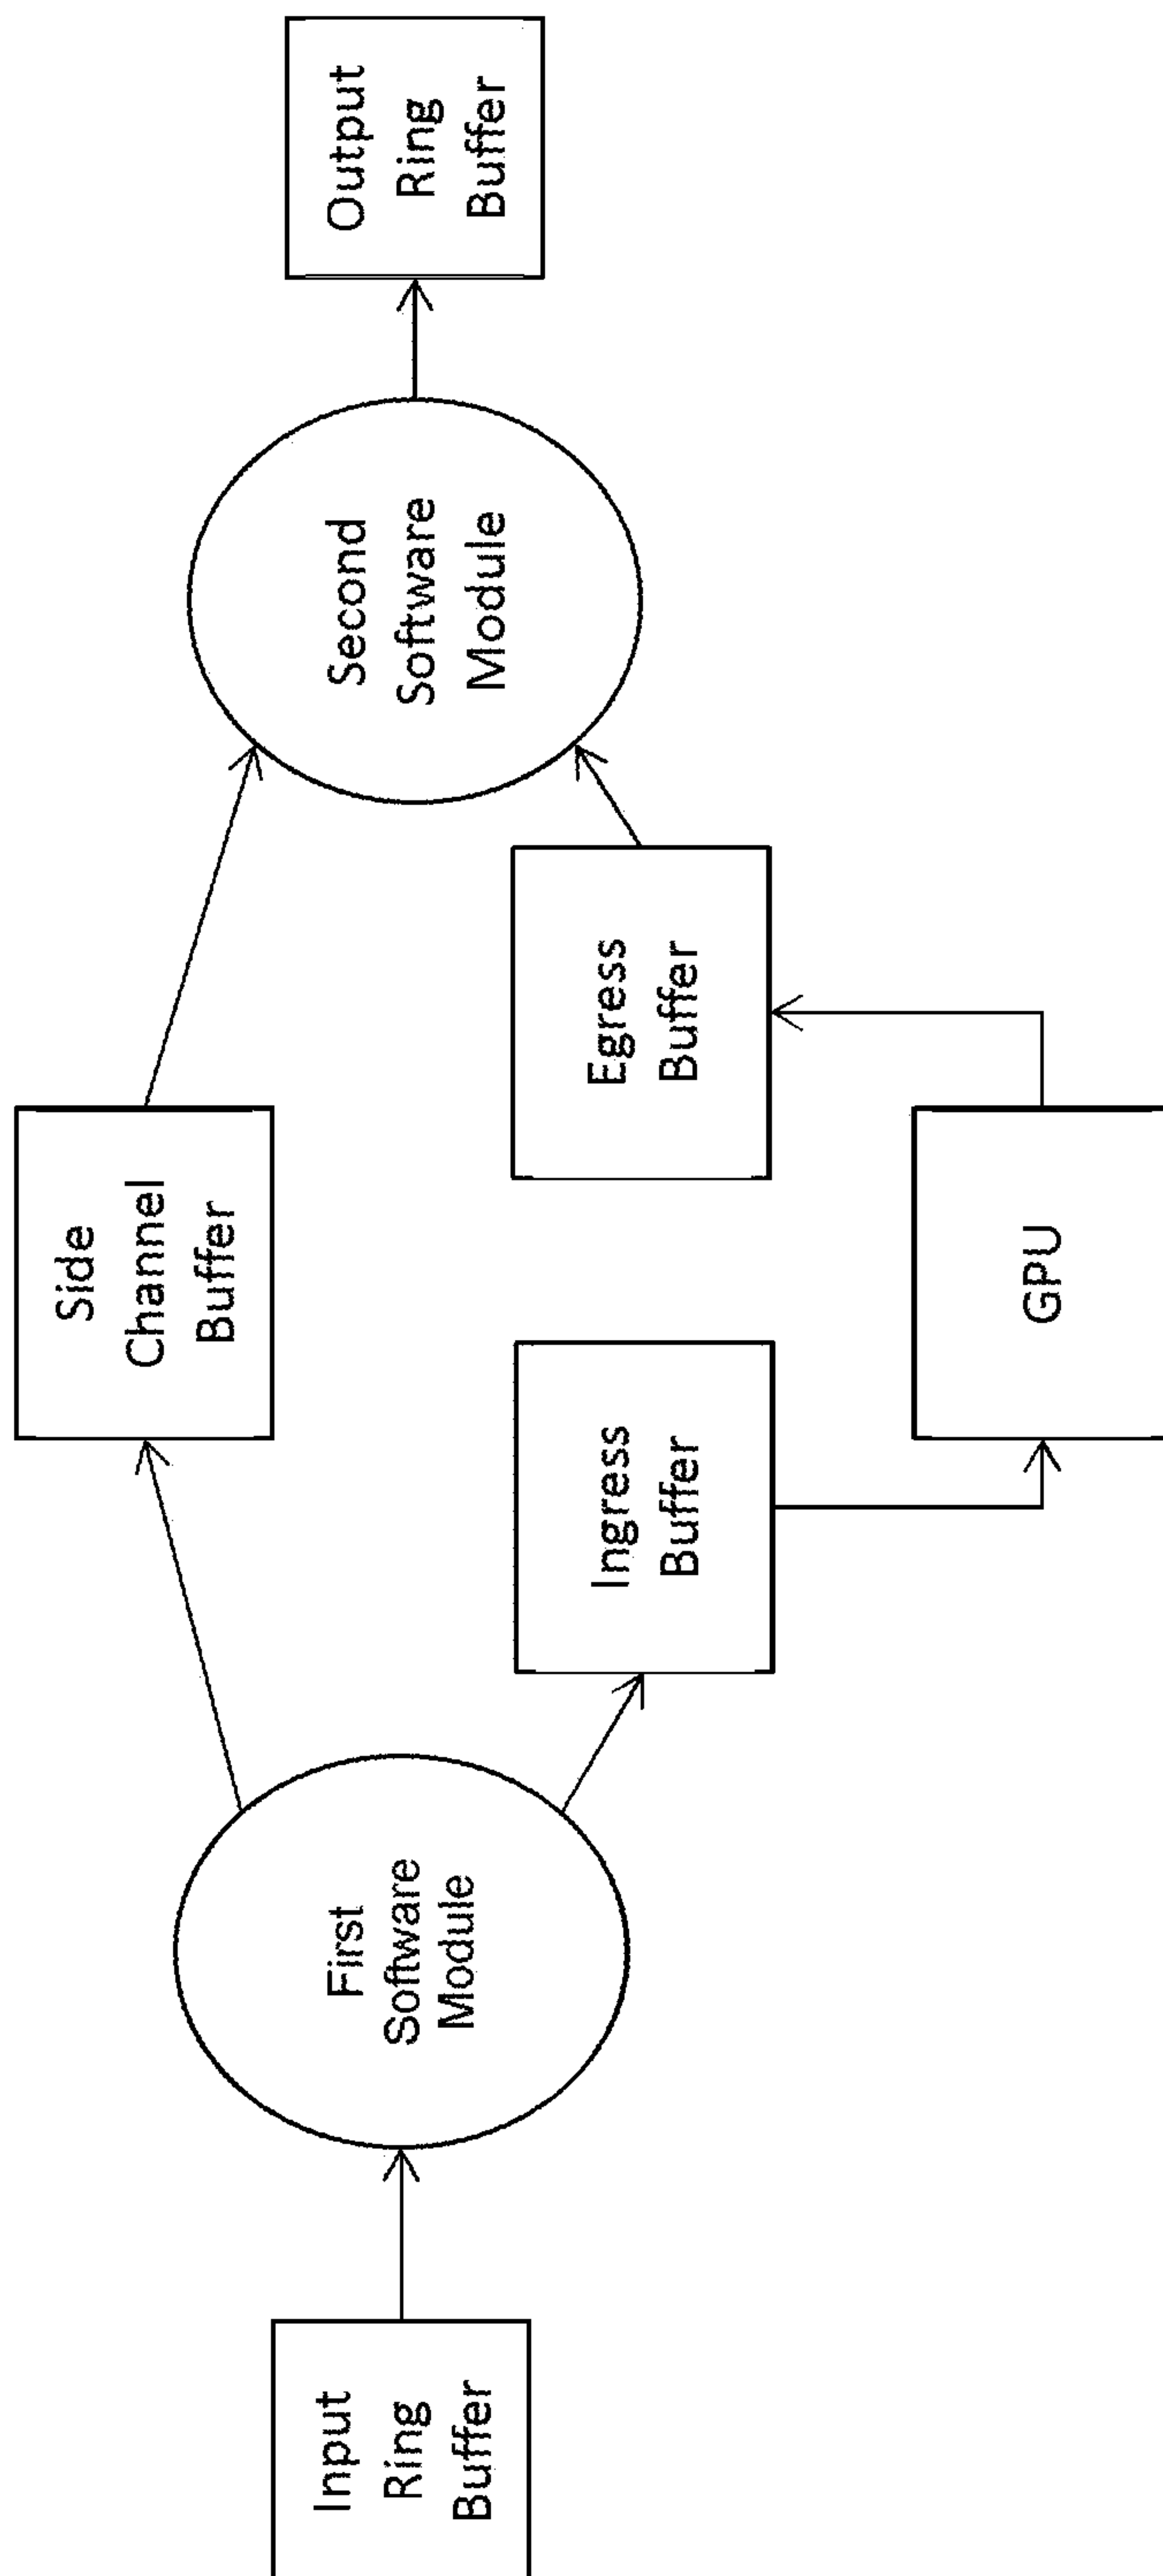 Input
Ring
Buffer
First
Software
Module
Side
Channel
Buffer
Ingress
Buffer
GPU
Egress
Buffer
Second
Software
Module
Output
Ring
Buffer